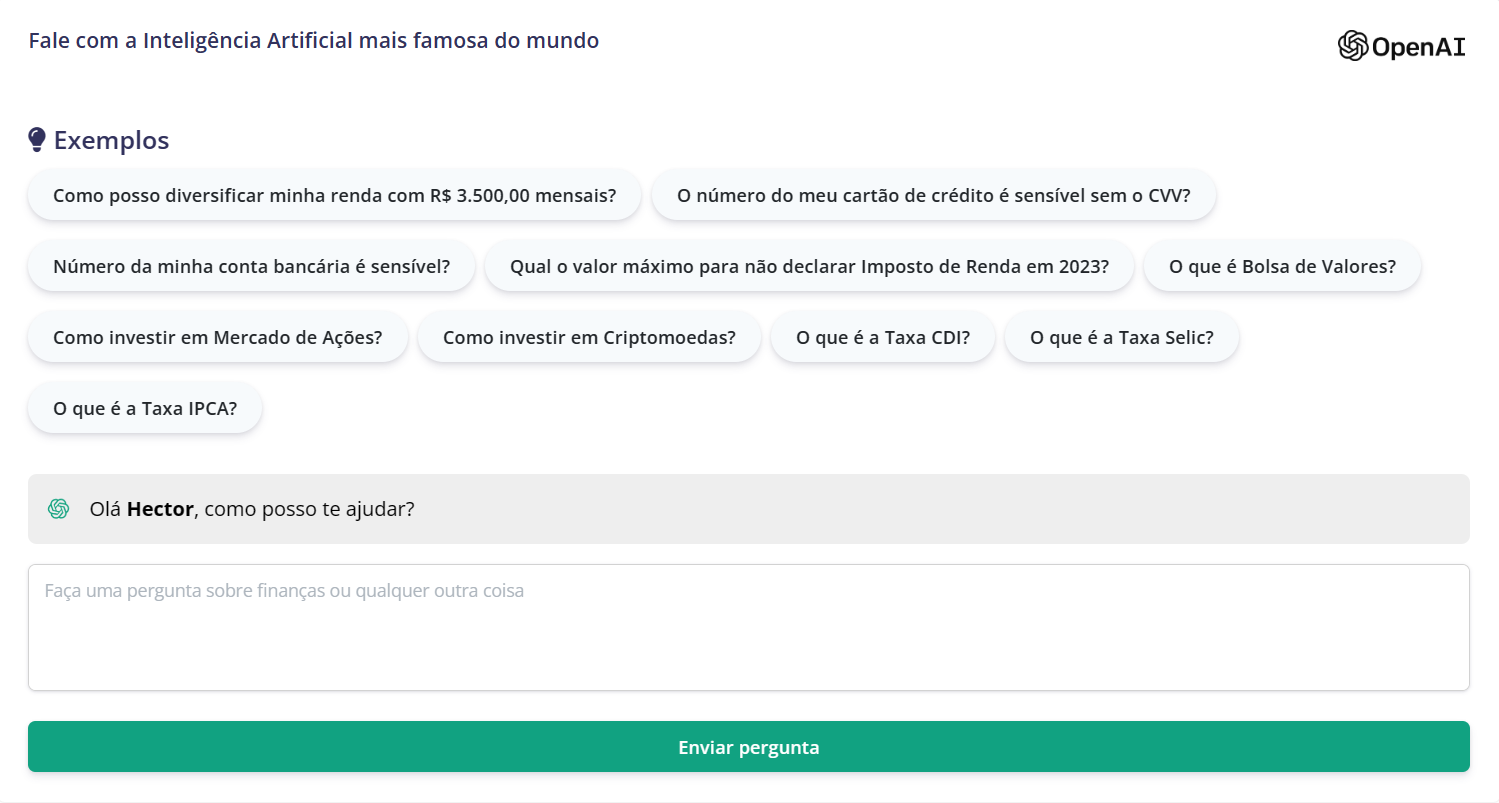 Fale com a Inteligência Artificial mais famosa do mundo
OpenAI
Exemplos
Como posso diversificar minha renda com R$ 3.500,00 mensais?
O número do meu cartão de crédito é sensível sem o CVV?
Número da minha conta bancária é sensível?
Qual o valor máximo para não declarar Imposto de Renda em 2023?
O que é Bolsa de Valores?
Como investir em Mercado de Ações?
Como investir em Criptomoedas?
O que é a Taxa CDI?
O que é a Taxa Selic?
O que é a Taxa IPCA?
Olá Hector, como posso te ajudar?
Faça uma pergunta sobre finanças ou qualquer outra coisa
Enviar pergunta